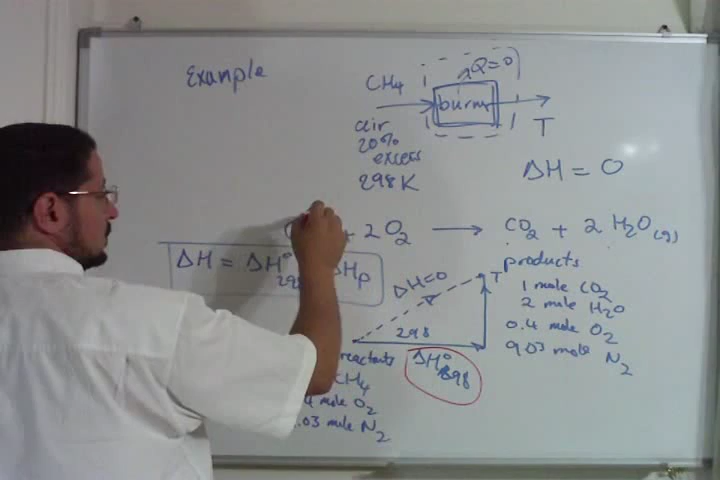 Example
CH4
Q=0
burner
air
20%
excess
298K
T
ΔH = 0
+ 2 O2 → CO2 + 2 H2O(g)
ΔH = ΔH°298 ΔHp
ΔH=0
T
298
ΔH°298
products
1 mole CO2
2 mole H2O
0.4 mole O2
9.03 mole N2
reactants
CH4
4 mole O2
.03 mole N2